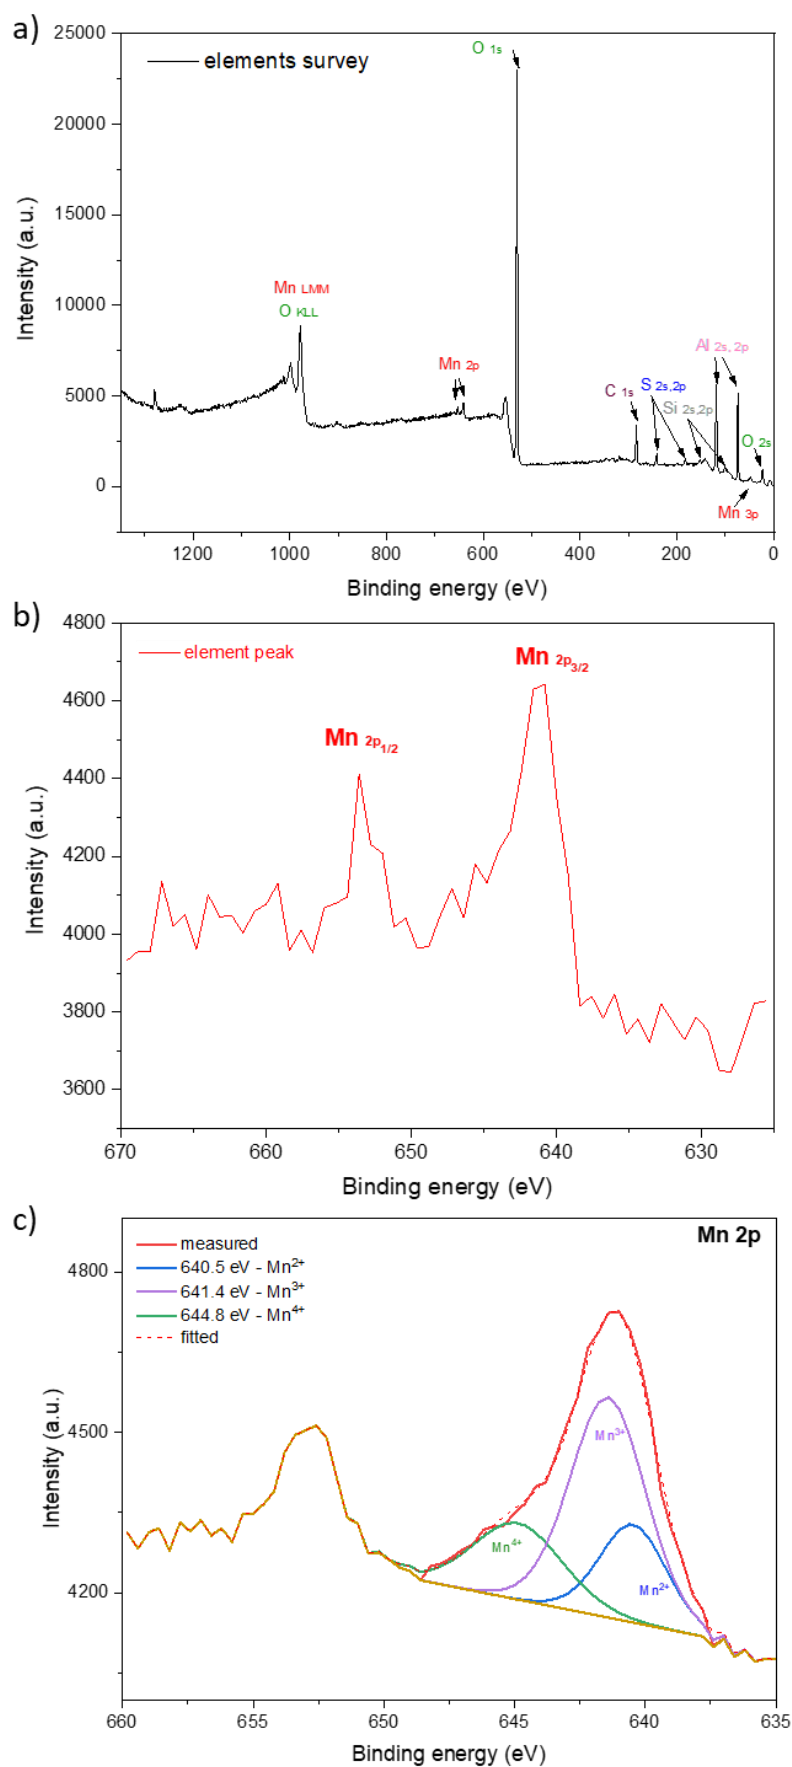 a)
25000
20000
15000
10000
5000
0
Intensity (a.u.)
elements survey
O 1s
Mn LMM
O KLL
Mn 2p
C 1s
S 2s,2p
Si 2s,2p
Al 2s, 2p
O 2s
Mn 3p
1200 1000 800 600 400 200 0
Binding energy (eV)
b)
4800
4600
4400
4200
4000
3800
3600
Intensity (a.u.)
element peak
Mn 2p1/2
Mn 2p3/2
670 660 650 640 630
Binding energy (eV)
c)
4800
4500
4200
Intensity (a.u.)
Mn 2p
measured
640.5 eV - Mn²⁺
641.4 eV - Mn³⁺
644.8 eV - Mn⁴⁺
fitted
Mn³⁺
Mn⁴⁺
Mn²⁺
660 655 650 645 640 635
Binding energy (eV)